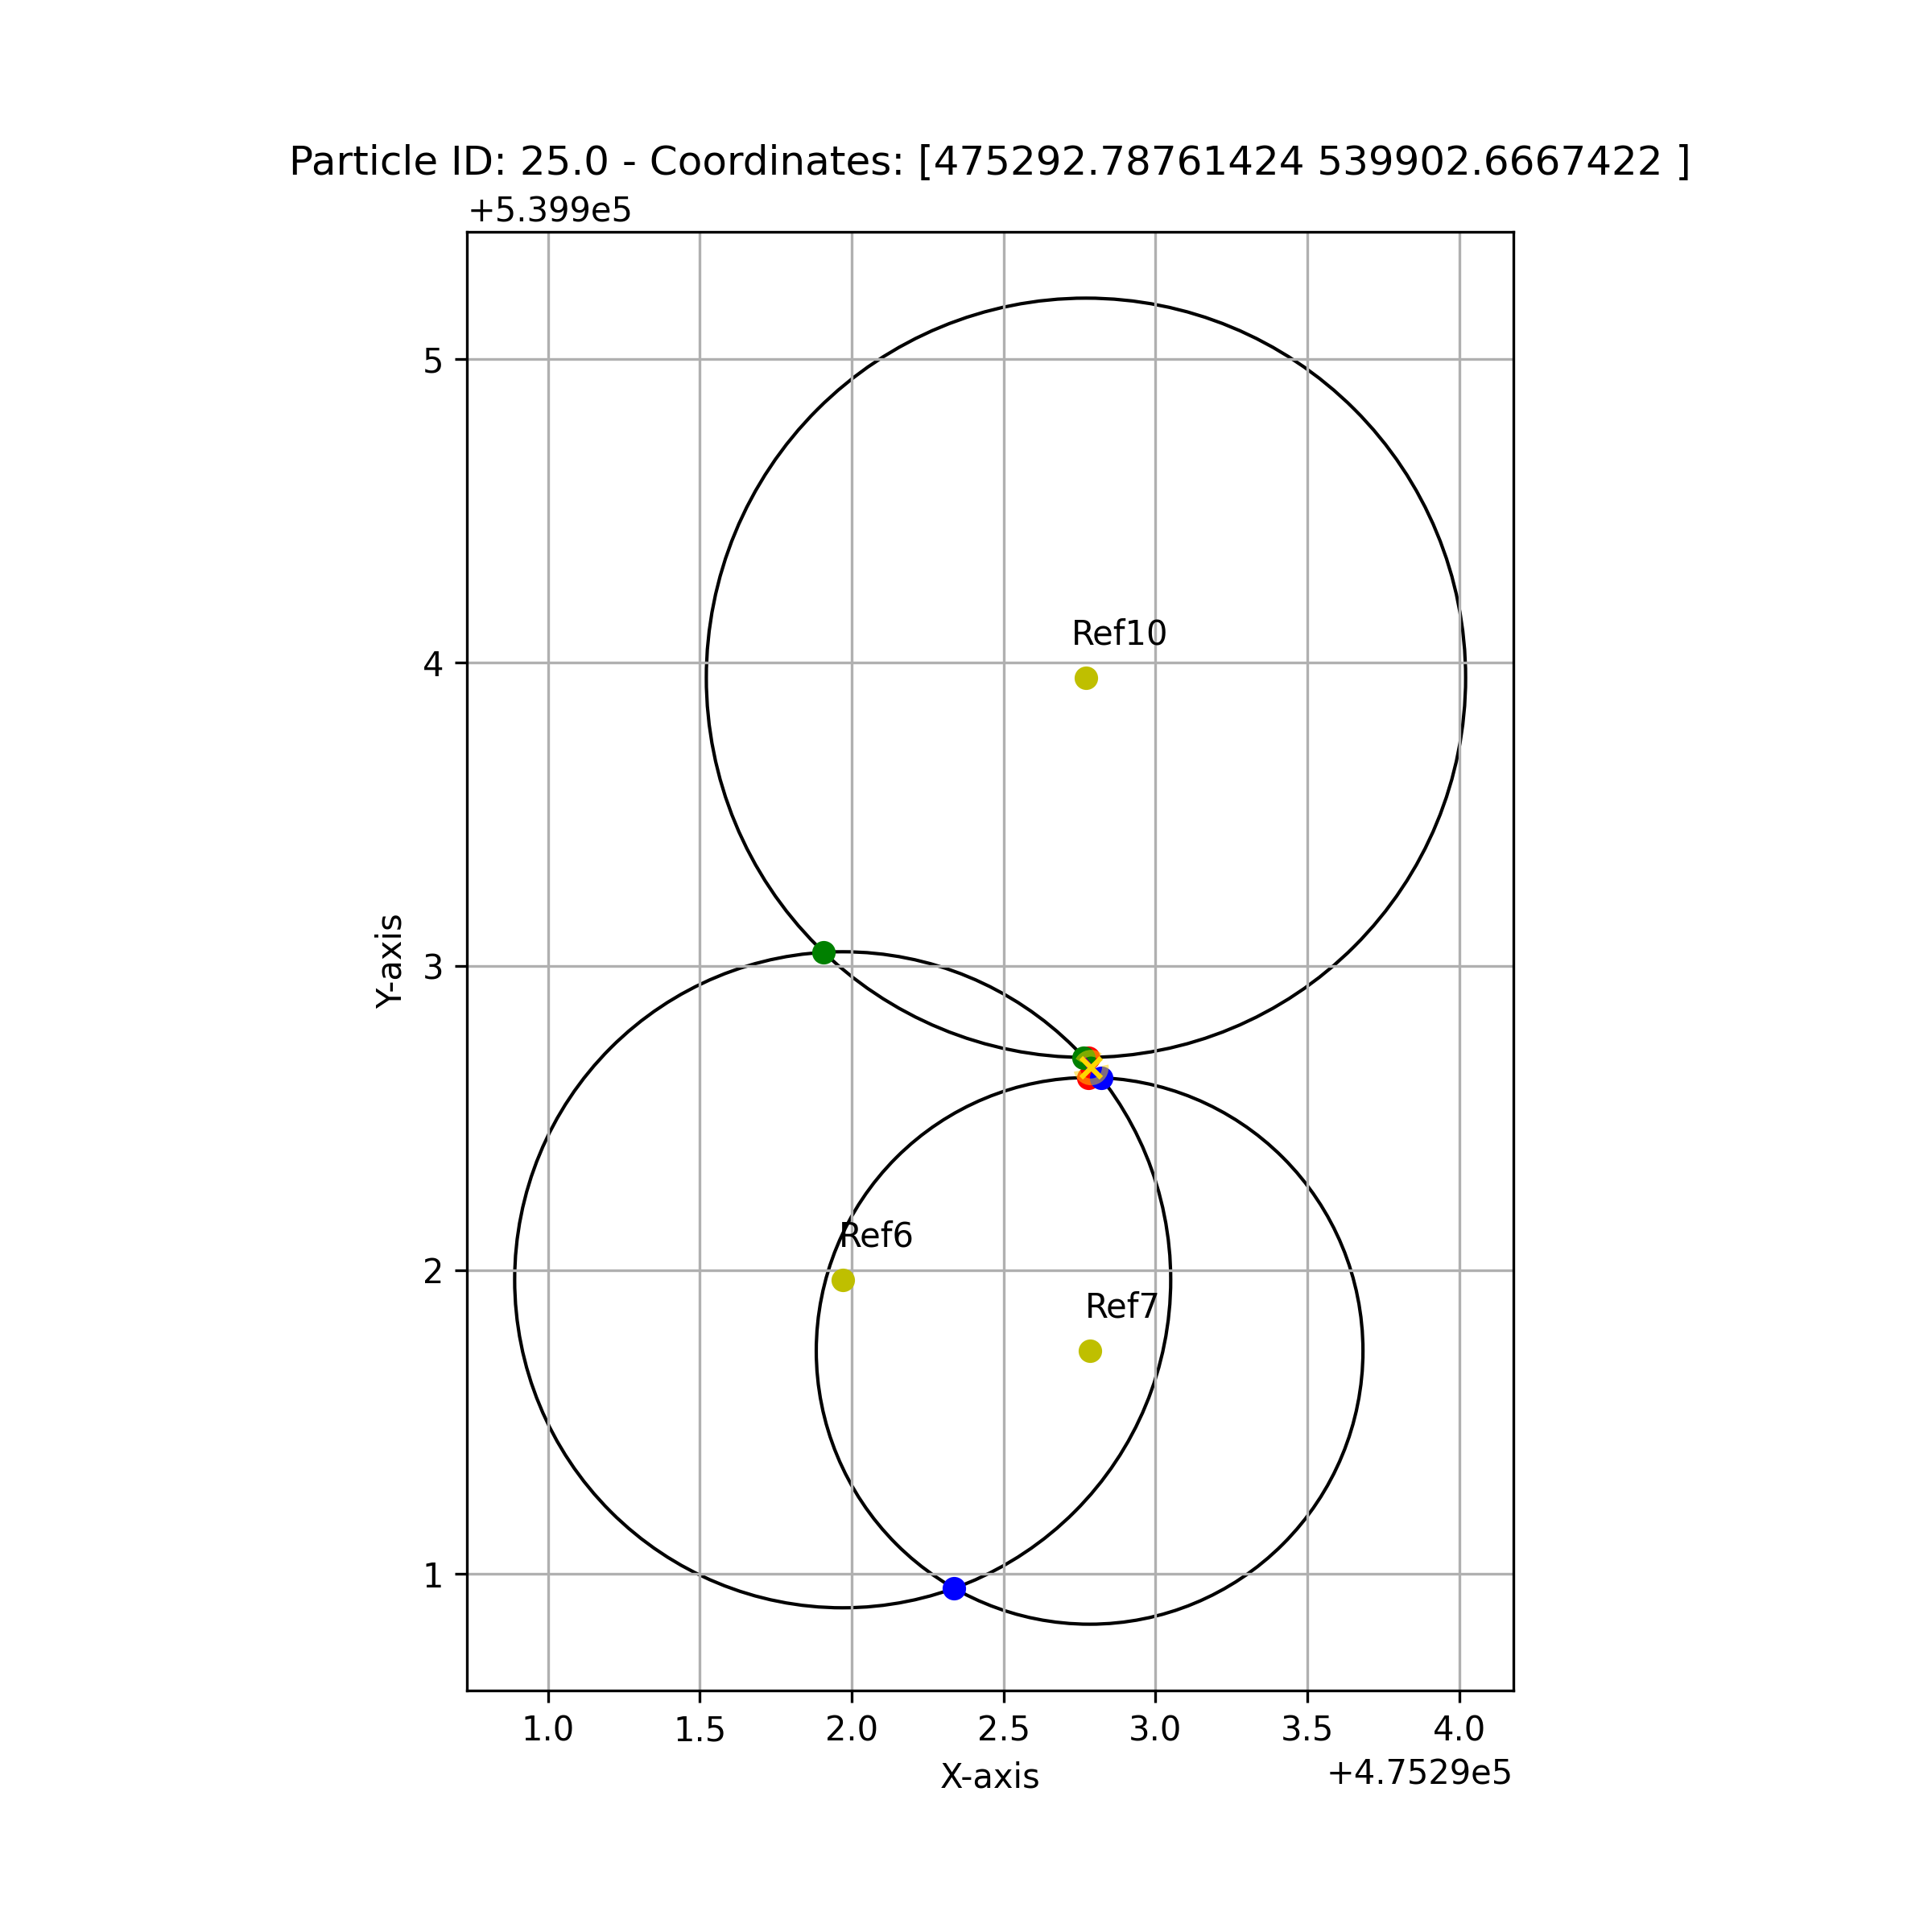 Particle ID: 25.0 - Coordinates: [475292.78761424 539902.6667422 ]
+5.399e5
5
Ref10
4
Y-axis
3
Ref6
2
Ref7
1
1.0 1.5 2.0 2.5 3.0 3.5 4.0
X-axis
+4.7529e5